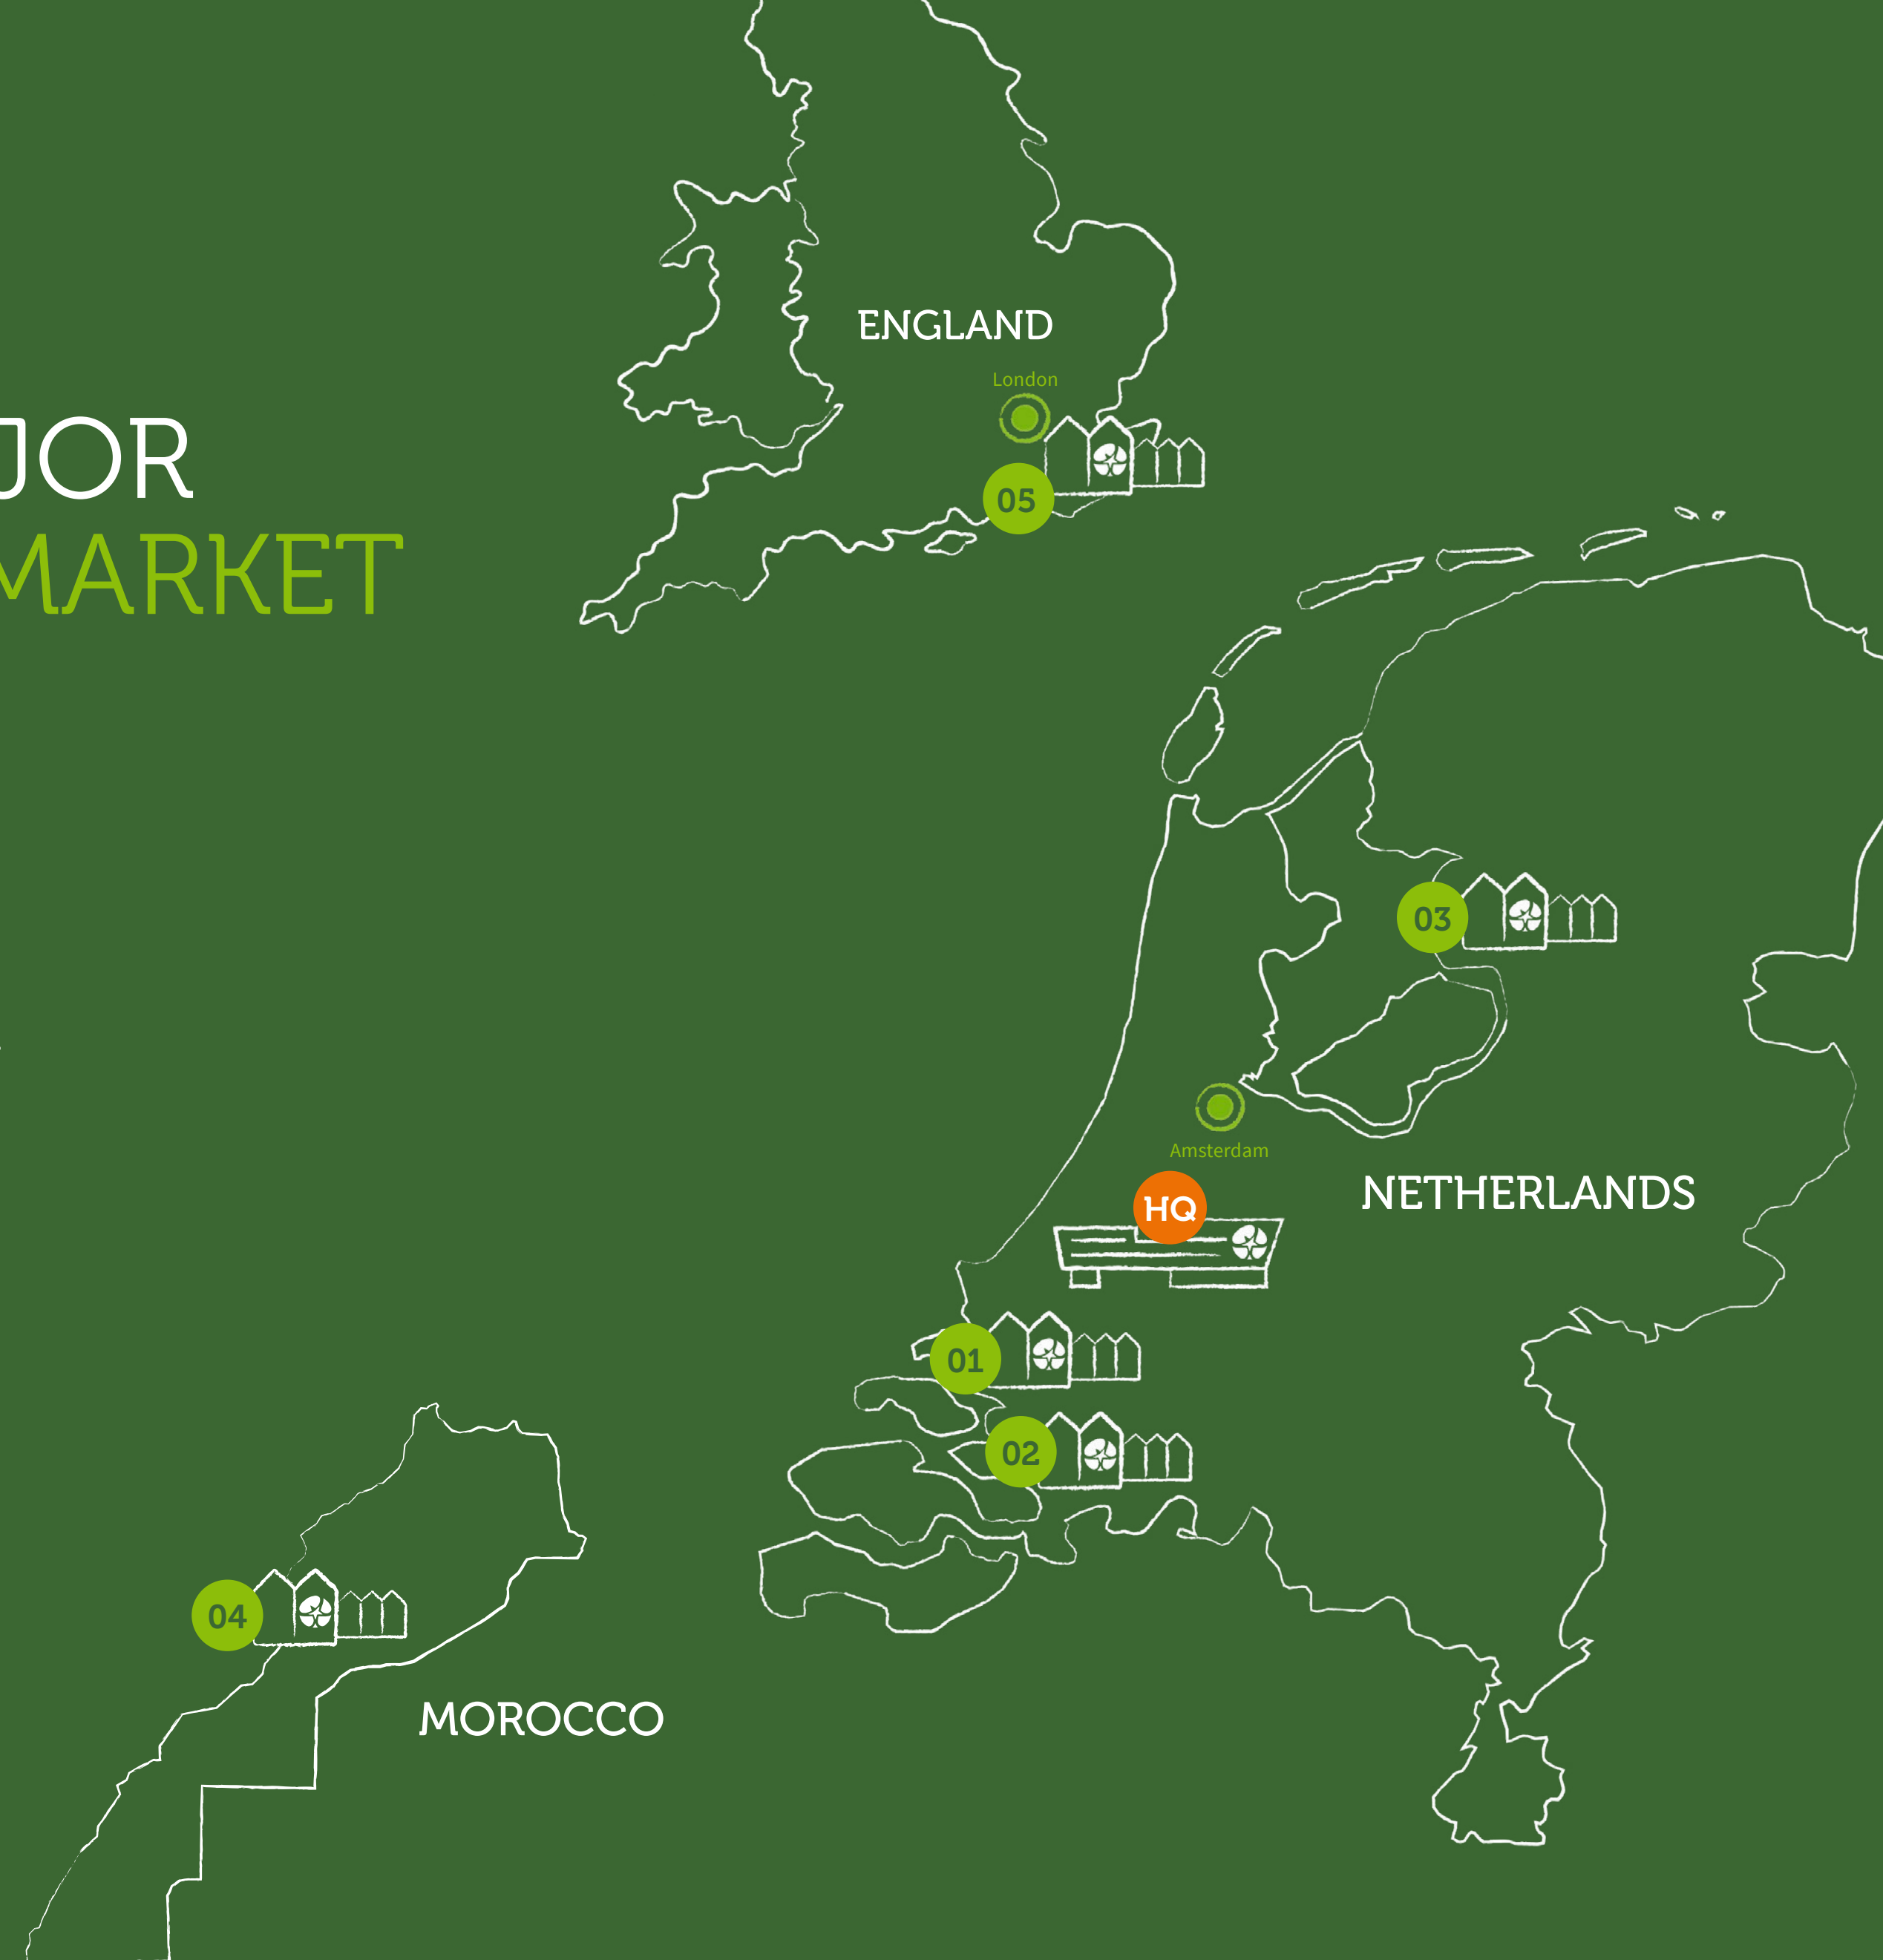 JOR
MARKET
ENGLAND
London
05
03
Amsterdam
HQ
NETHERLANDS
01
02
04
MOROCCO